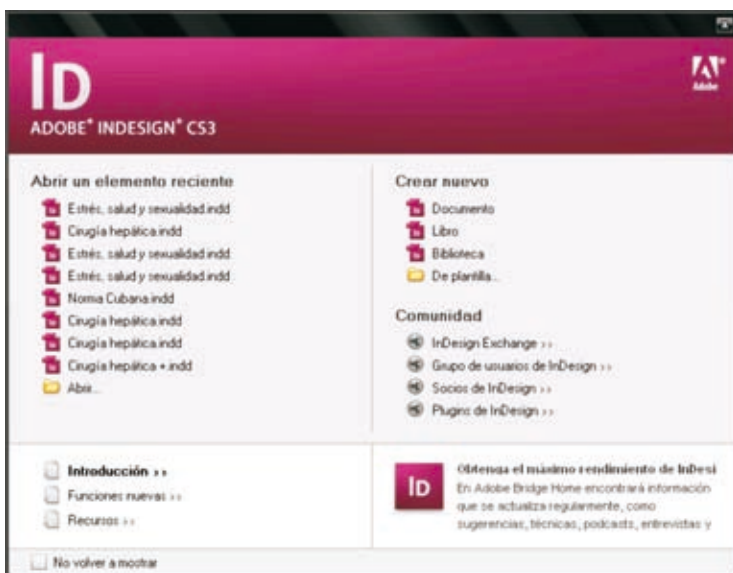 ID
ADOBE® INDESIGN® CS3
Adobe
Abrir un elemento reciente
Estrés, salud y sexualidad.indd
Cirugía hepática.indd
Estrés, salud y sexualidad.indd
Estrés, salud y sexualidad.indd
Norma Cubana.indd
Cirugía hepática.indd
Cirugía hepática.indd
Cirugía hepática +.indd
Abrir...
Crear nuevo
Documento
Libro
Biblioteca
De plantilla...
Comunidad
InDesign Exchange >>
Grupo de usuarios de InDesign >>
Socios de InDesign >>
Plugins de InDesign >>
Introducción >>
Funciones nuevas >>
Recursos >>
ID
Obtenga el máximo rendimiento de InDesi
En Adobe Bridge Home encontrará información
que se actualiza regularmente, como
sugerencias, técnicas, podcasts, entrevistas y
No volver a mostrar